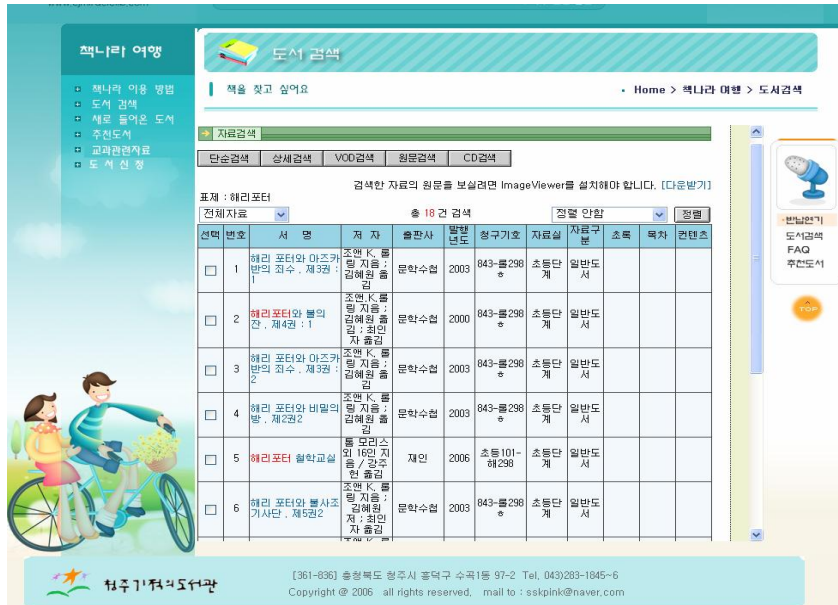 책나라 여행
도서 검색
책나라 이용 방법
도서 검색
새로 들어온 도서
추천도서
교과관련자료
도 서 신 청
책을 찾고 싶어요
Home > 책나라 여행 > 도서검색
자료검색
단순검색 상세검색 VOD검색 원문검색 CD검색
검색한 자료의 원문을 보실려면 ImageViewer를 설치해야 합니다. [다운받기]
표제 : 해리포터
전체자료 총 18 건 검색 정렬 안함 정렬
선택 번호 서 명 저 자 출판사 발행년도 청구기호 자료실 자료구분 초록 목차 컨텐츠
1 해리 포터와 아즈카반의 죄수 . 제3권 : 1 조앤 K. 롤링 지음 ; 김혜원 옮김 문학수첩 2003 843-롤298ㅎ 초등단계 일반도서
2 해리포터와 불의 잔 . 제4권 : 1 조앤.K.롤링 지음 ; 김혜원 옮김 ; 최인자 옮김 문학수첩 2000 843-롤298ㅎ 초등단계 일반도서
3 해리 포터와 아즈카반의 죄수 . 제3권 : 2 조앤 K. 롤링 지음 ; 김혜원 옮김 문학수첩 2003 843-롤298ㅎ 초등단계 일반도서
4 해리 포터와 비밀의 방 . 제2권2 조앤 K. 롤링 지음 ; 김혜원 옮김 문학수첩 2003 843-롤298ㅎ 초등단계 일반도서
5 해리포터 철학교실 톰 모리스 외 16인 지음 / 강주헌 옮김 재인 2006 초등101-해298 초등단계 일반도서
6 해리 포터와 불사조 기사단 . 제5권2 조앤 K. 롤링 지음 ; 김혜원 저 ; 최인자 옮김 문학수첩 2003 843-롤298ㅎ 초등단계 일반도서
반납연기
도서검색
FAQ
추천도서
TOP
청주기적의도서관
[361-836] 충청북도 청주시 흥덕구 수곡1동 97-2 Tel, 043)283-1845~6
Copyright @ 2006 all rights reserved, mail to : sskpink@naver,com